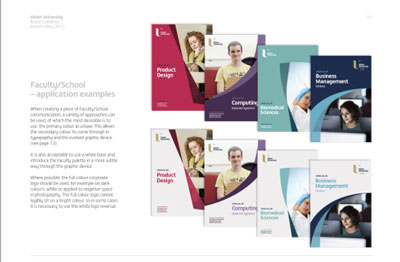 Ulster University
Brand Guidelines
Faculty/School
– application examples
When creating a piece of Faculty/School
communication, a variety of approaches can
be used, of which the most desirable is to
use the primary colour as a base. This allows
the secondary colour to come through in
typography and the evolved graphic device
(see page 13).
It is also acceptable to use a white base and
introduce the Faculty palette in a more subtle
way through the graphic device.
Where possible, the full colour corporate
logo should be used, for example on dark
colours, white or applied to negative space
in photography. The full colour logo cannot
legibly sit on a bright colour, so in some cases
it is necessary to use the white logo reversal.
Product
Design
Computing
Biomedical
Sciences
Business
Management
Product
Design
Computing
Biomedical
Sciences
Business
Management